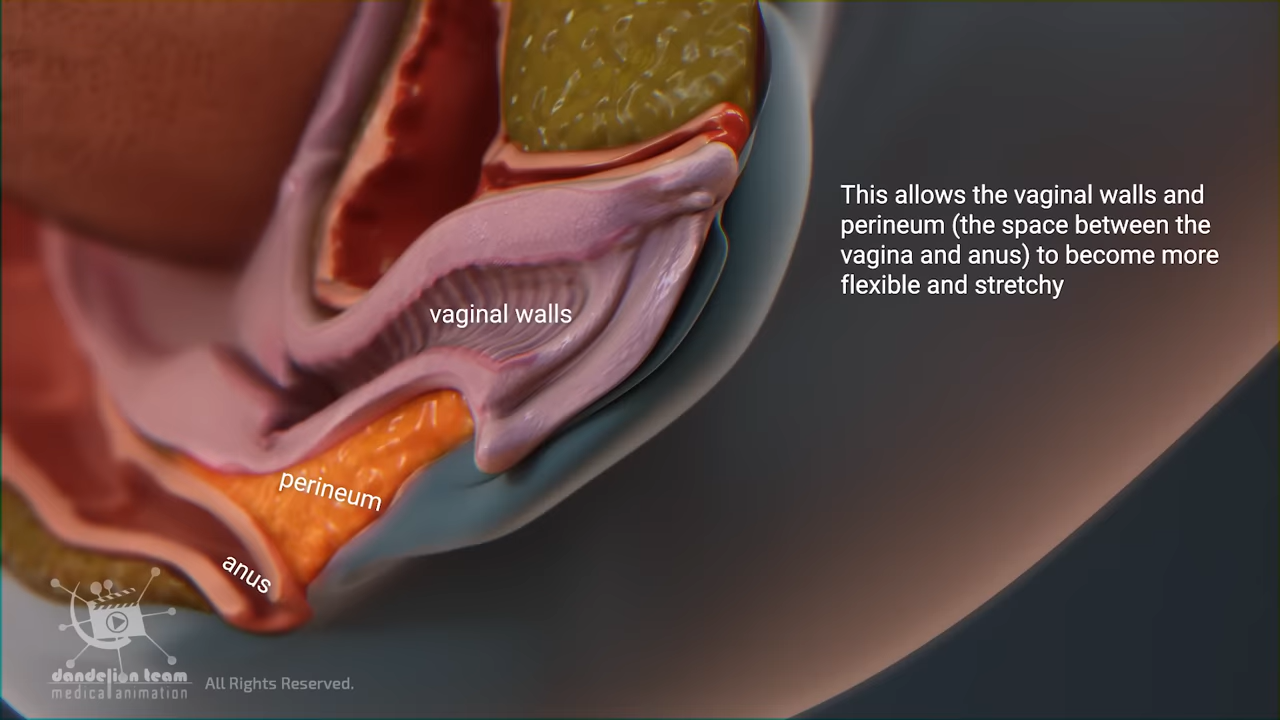 This allows the vaginal walls and
perineum (the space between the
vagina and anus) to become more
flexible and stretchy
vaginal walls
perineum
anus
dandelion team
medical animation
All Rights Reserved.